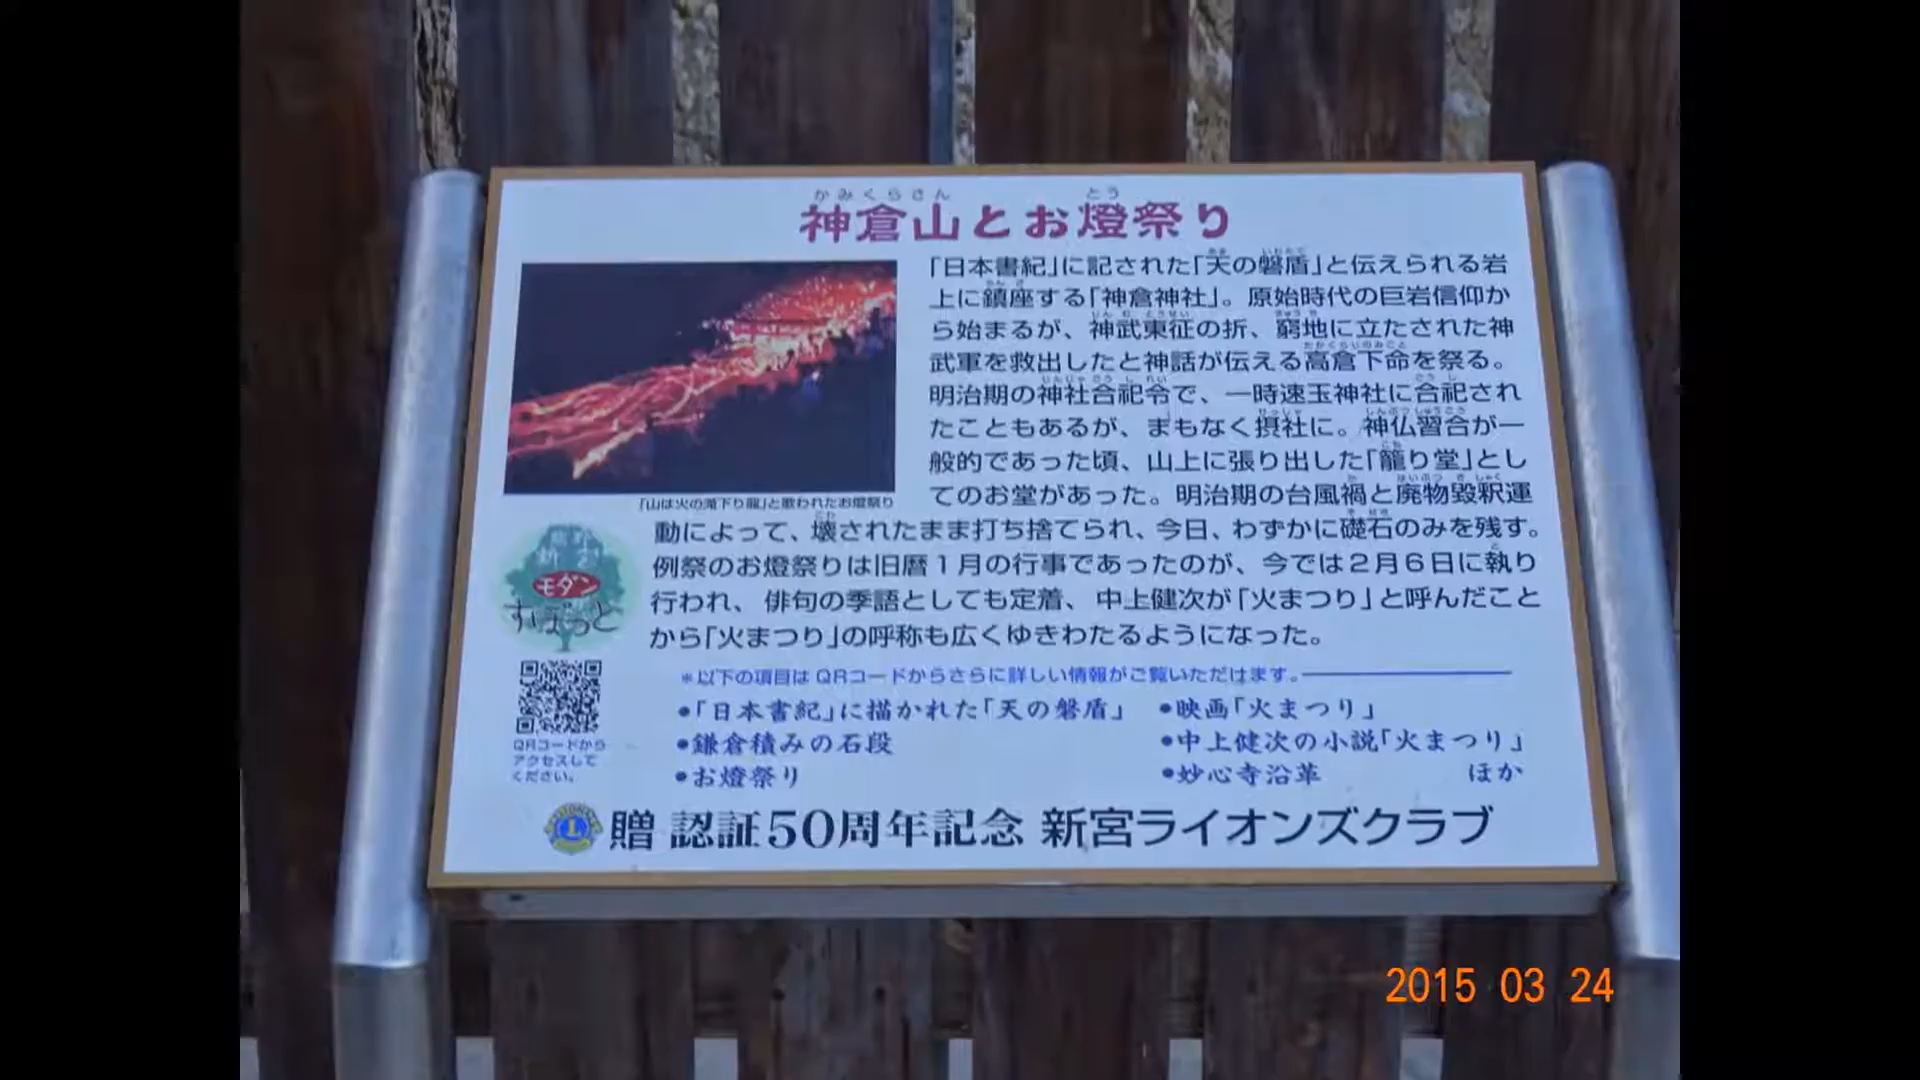 かみくらさん とう
神倉山とお燈祭り
「日本書紀」に記された「天の磐盾」と伝えられる岩
上に鎮座する「神倉神社」。原始時代の巨岩信仰か
ら始まるが、神武東征の折、窮地に立たされた神
武軍を救出したと神話が伝える高倉下命を祭る。
明治期の神社合祀令で、一時速玉神社に合祀され
たこともあるが、まもなく摂社に。神仏習合が一
般的であった頃、山上に張り出した「籠り堂」とし
てのお堂があった。明治期の台風禍と廃物毀釈運
「山は火の滝下り龍」と歌われたお燈祭り
動によって、壊されたまま打ち捨てられ、今日、わずかに礎石のみを残す。
例祭のお燈祭りは旧暦1月の行事であったのが、今では2月6日に執り
行われ、俳句の季語としても定着、中上健次が「火まつり」と呼んだこと
から「火まつり」の呼称も広くゆきわたるようになった。
モダン
すぽっと
※以下の項目はQRコードからさらに詳しい情報がご覧いただけます。
●「日本書紀」に描かれた「天の磐盾」
●鎌倉積みの石段
●お燈祭り
●映画「火まつり」
●中上健次の小説「火まつり」
●妙心寺沿革 ほか
QRコードから
アクセスして
ください。
贈 認証50周年記念 新宮ライオンズクラブ
2015 03 24